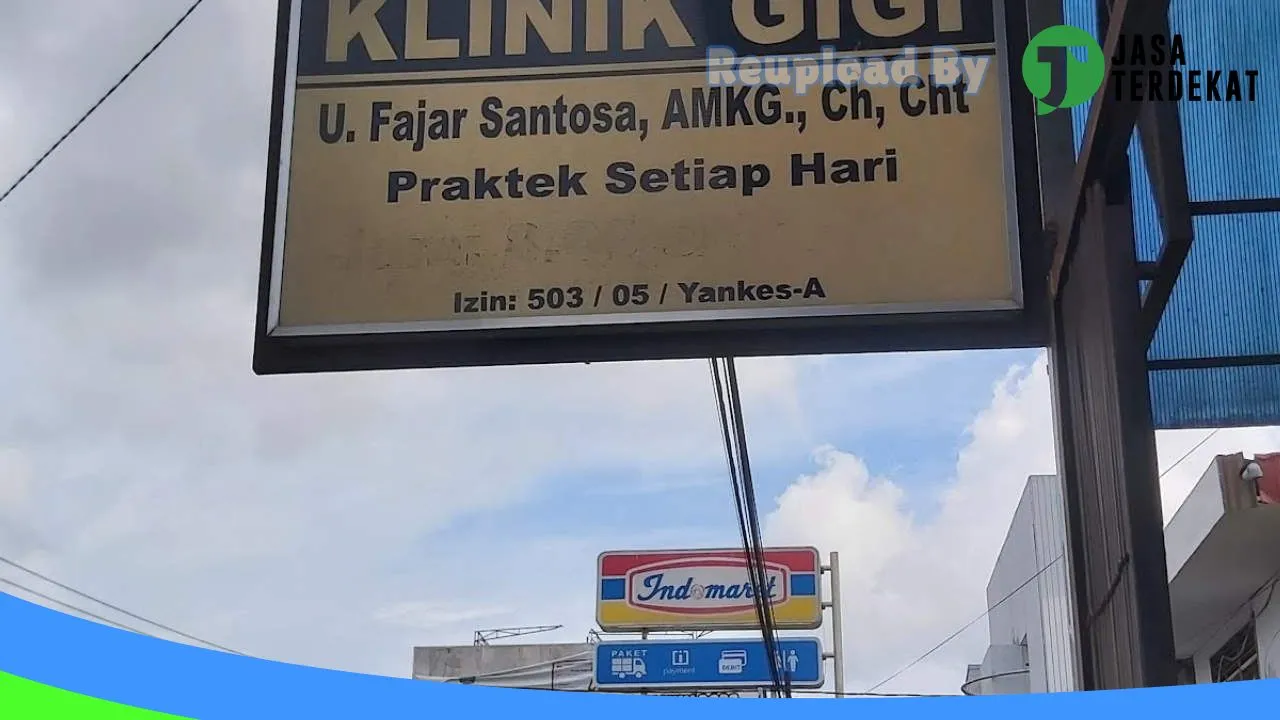 KLINIK GIGI
Reupload By
JASA
TERDEKAT
U. Fajar Santosa, AMKG., Ch, Cht
Praktek Setiap Hari
Izin: 503 / 05 / Yankes-A
Indomaret
PAKET
payment
DEBIT